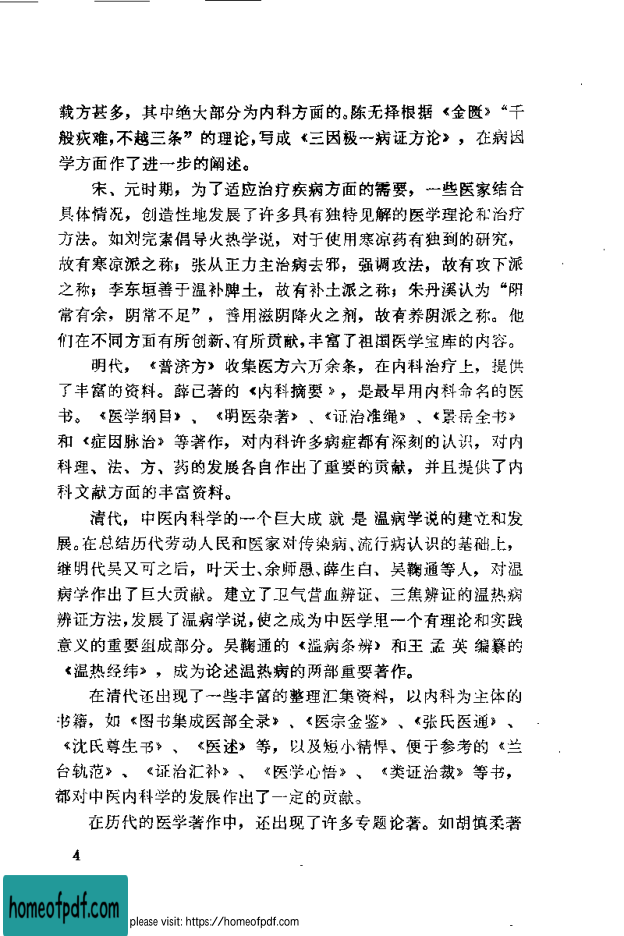 载方甚多，其中绝大部分为内科方面的。陈无择根据《金匮》“千
般疢难，不越三条”的理论，写成《三因极一病证方论》，在病因
学方面作了进一步的阐述。
宋、元时期，为了适应治疗疾病方面的需要，一些医家结合
具体情况，创造性地发展了许多具有独特见解的医学理论和治疗
方法。如刘完素倡导火热学说，对于使用寒凉药有独到的研究，
故有寒凉派之称；张从正力主治病去邪，强调攻法，故有攻下派
之称；李东垣善于温补脾土，故有补土派之称；朱丹溪认为“阳
常有余，阴常不足”，善用滋阴降火之剂，故有养阴派之称。他
们在不同方面有所创新、有所贡献，丰富了祖国医学宝库的内容。
明代，《普济方》收集医方六万余条，在内科治疗上，提供
了丰富的资料。薛己著的《内科摘要》，是最早用内科命名的医
书。《医学纲目》、《明医杂著》、《证治准绳》、《景岳全书》
和《症因脉治》等著作，对内科许多病症都有深刻的认识，对内
科理、法、方、药的发展各自作出了重要的贡献，并且提供了内
科文献方面的丰富资料。
清代，中医内科学的一个巨大成 就 是 温病学说的建立和发
展。在总结历代劳动人民和医家对传染病、流行病认识的基础上，
继明代吴又可之后，叶天士、余师愚、薛生白、吴鞠通等人，对温
病学作出了巨大贡献。建立了卫气营血辨证、三焦辨证的温热病
辨证方法，发展了温病学说，使之成为中医学里一个有理论和实践
意义的重要组成部分。吴鞠通的《温病条辨》和王 孟 英 编纂的
《温热经纬》，成为论述温热病的两部重要著作。
在清代还出现了一些丰富的整理汇集资料，以内科为主体的
书籍，如《图书集成医部全录》、《医宗金鉴》、《张氏医通》、
《沈氏尊生书》、《医述》等，以及短小精悍、便于参考的《兰
台轨范》、《证治汇补》、《医学心悟》、《类证治裁》等书，
都对中医内科学的发展作出了一定的贡献。
在历代的医学著作中，还出现了许多专题论著。如胡慎柔著
4
homeofpdf.com
please visit: https://homeofpdf.com